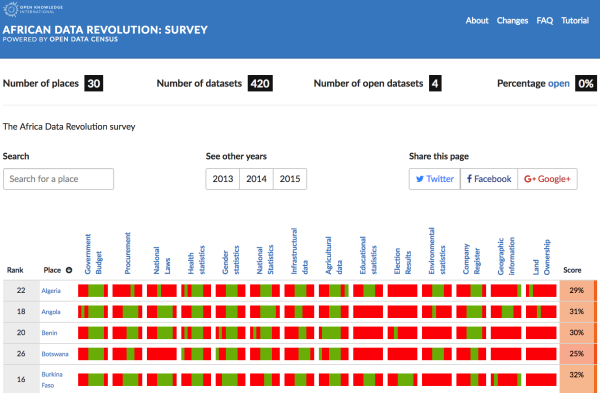 OPEN KNOWLEDGE
INTERNATIONAL
AFRICAN DATA REVOLUTION: SURVEY
POWERED BY OPEN DATA CENSUS
About Changes FAQ Tutorial
Number of places 30 Number of datasets 420 Number of open datasets 4 Percentage open 0%
The Africa Data Revolution survey
Search See other years Share this page
Search for a place 2013 2014 2015 Twitter Facebook Google+
Rank Place Government Budget Procurement National Laws Health statistics Gender statistics National Statistics Infrastructural data Agricultural data Educational statistics Election Results Environmental statistics Company Register Geographic Information Land Ownership Score
22 Algeria 29%
18 Angola 31%
20 Benin 30%
26 Botswana 25%
16 Burkina Faso 32%